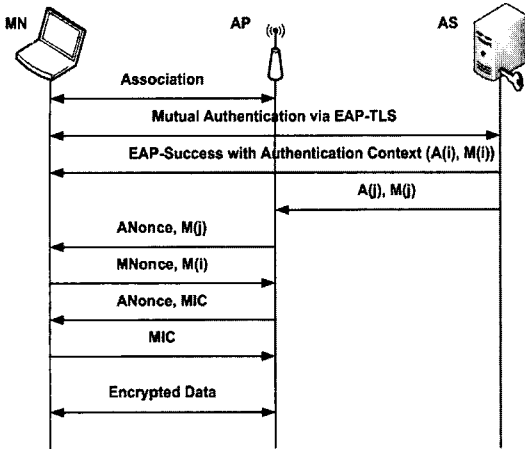 MN
AP
AS
Association
Mutual Authentication via EAP-TLS
EAP-Success with Authentication Context (A(i), M(i))
A(j), M(j)
ANonce, M(j)
MNonce, M(i)
ANonce, MIC
MIC
Encrypted Data